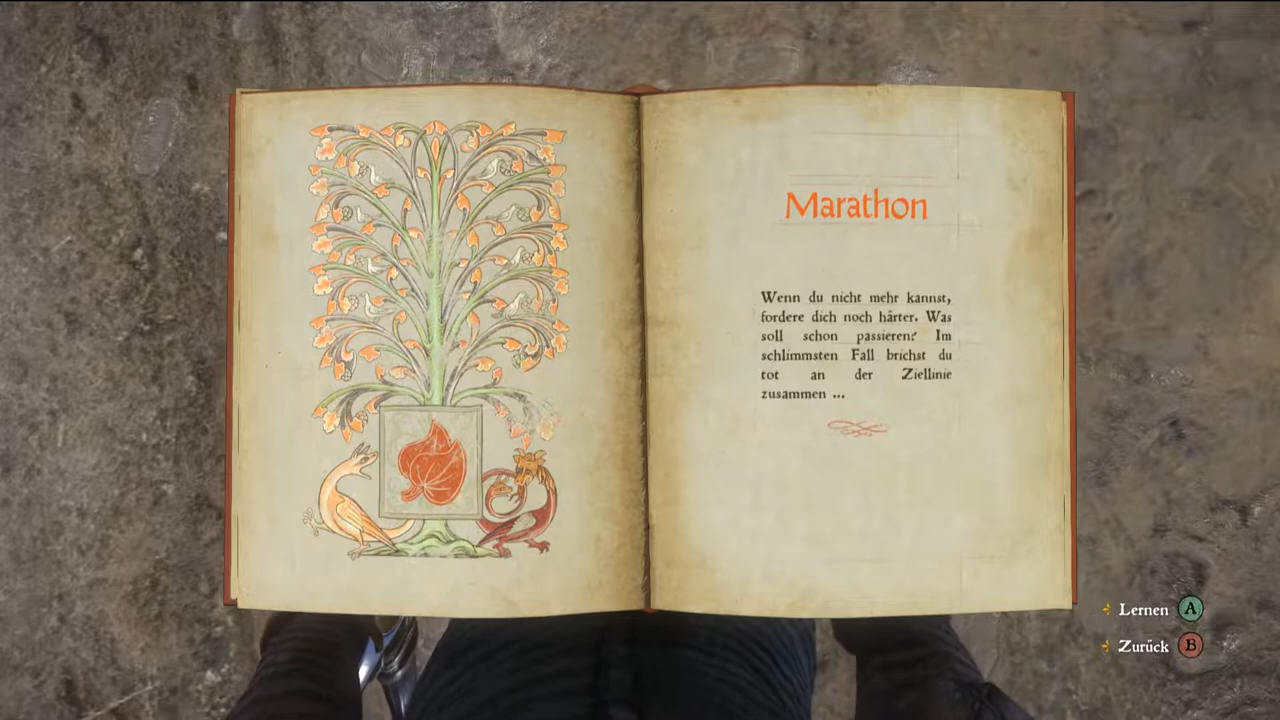 Marathon
Wenn du nicht mehr kannst,
fordere dich noch härter. Was
soll schon passieren? Im
schlimmsten Fall brichst du
tot an der Ziellinie
zusammen ...
Lernen A
Zurück B